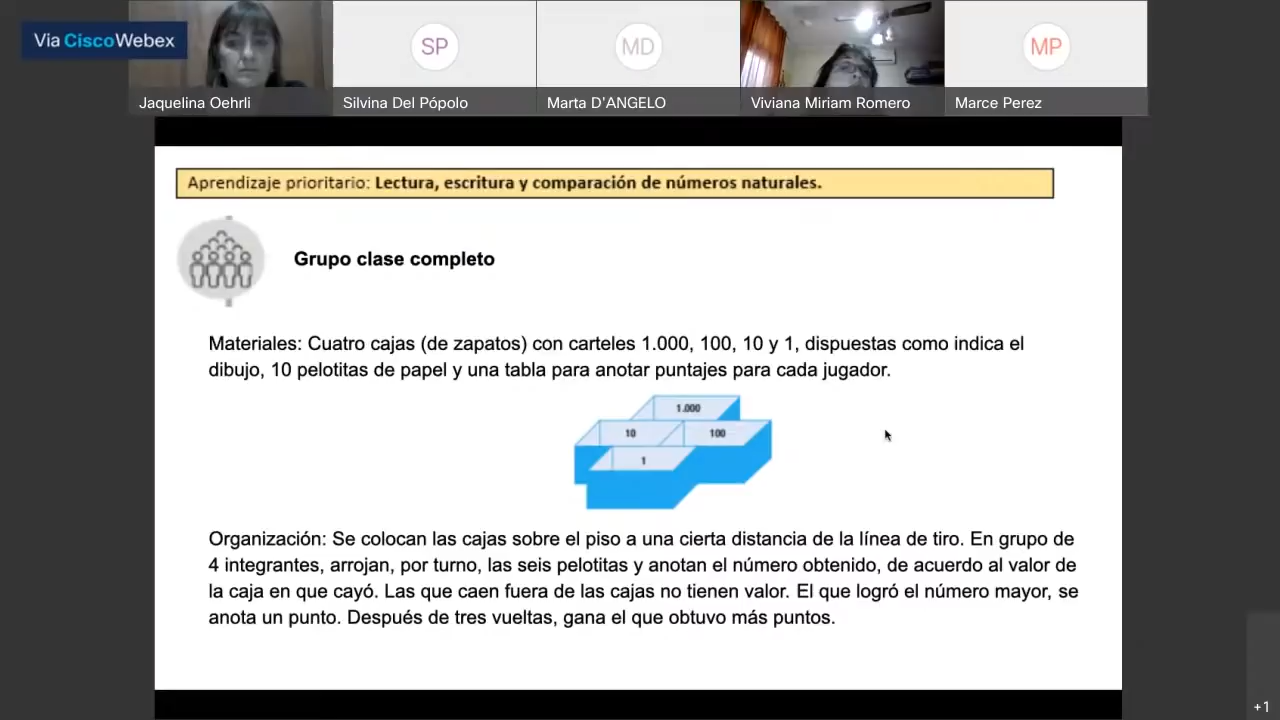 Vía CiscoWebex
SP
MD
MP
Jaquelina Oehrli
Silvina Del Pópolo
Marta D'ANGELO
Viviana Miriam Romero
Marce Perez
Aprendizaje prioritario: Lectura, escritura y comparación de números naturales.
Grupo clase completo
Materiales: Cuatro cajas (de zapatos) con carteles 1.000, 100, 10 y 1, dispuestas como indica el
dibujo, 10 pelotitas de papel y una tabla para anotar puntajes para cada jugador.
1.000
10
100
1
Organización: Se colocan las cajas sobre el piso a una cierta distancia de la línea de tiro. En grupo de
4 integrantes, arrojan, por turno, las seis pelotitas y anotan el número obtenido, de acuerdo al valor de
la caja en que cayó. Las que caen fuera de las cajas no tienen valor. El que logró el número mayor, se
anota un punto. Después de tres vueltas, gana el que obtuvo más puntos.
+1